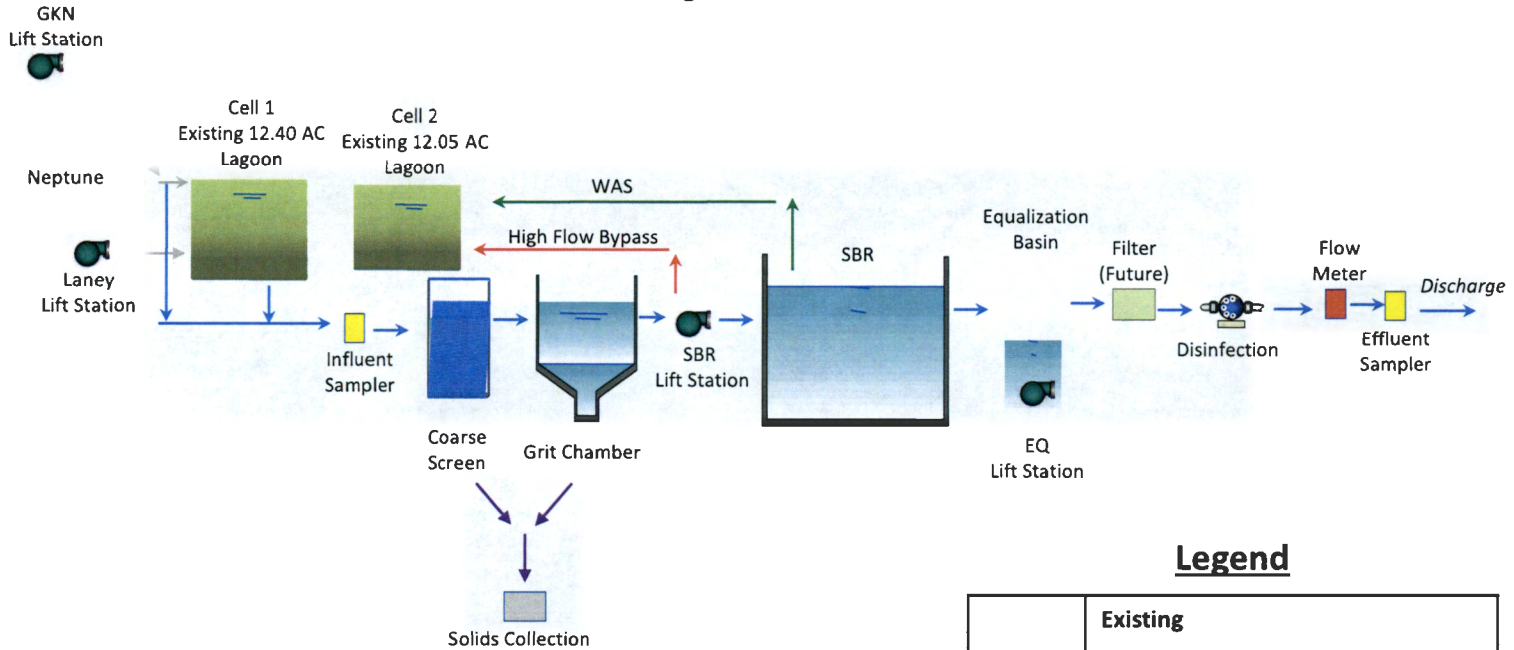 GKN
Lift Station
Cell 1
Existing 12.40 AC
Lagoon
Cell 2
Existing 12.05 AC
Lagoon
Neptune
WAS
High Flow Bypass
Laney
Lift Station
Influent
Sampler
Coarse
Screen
Grit Chamber
SBR
Lift Station
SBR
Equalization
Basin
EQ
Lift Station
Filter
(Future)
Disinfection
Flow
Meter
Effluent
Sampler
Discharge
Solids Collection
Legend
Existing